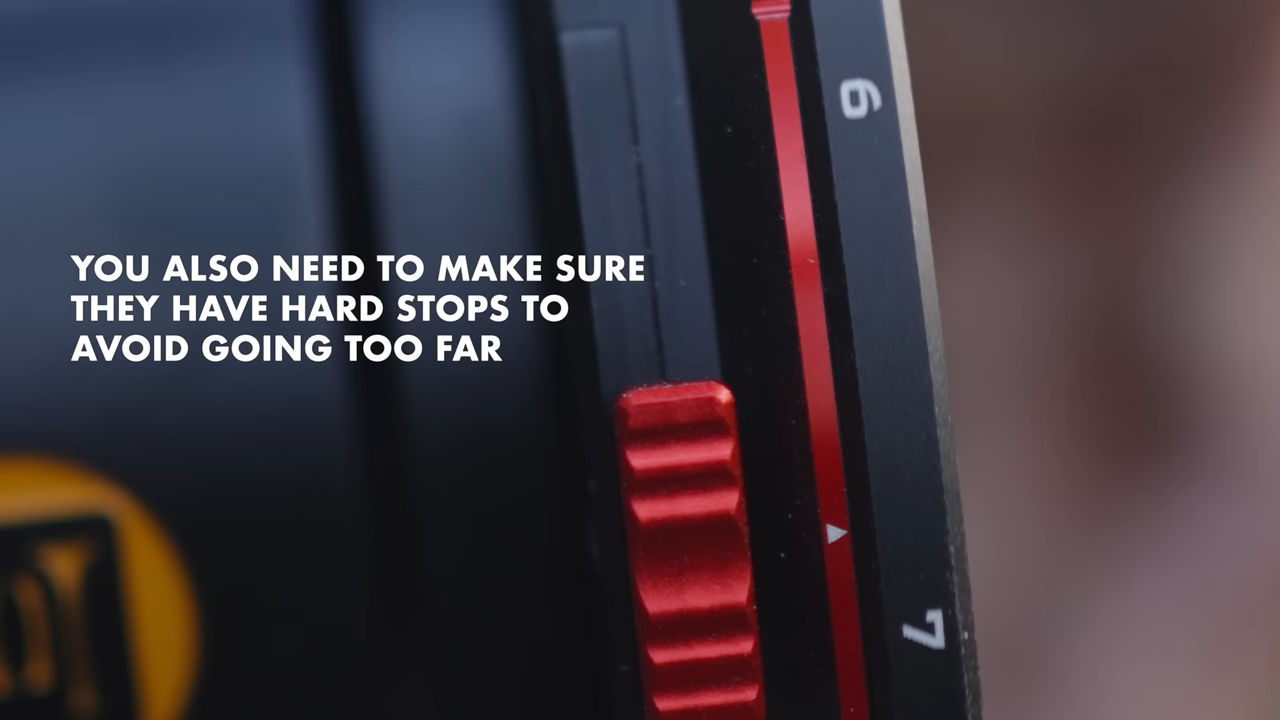 YOU ALSO NEED TO MAKE SURE
THEY HAVE HARD STOPS TO
AVOID GOING TOO FAR
6
7